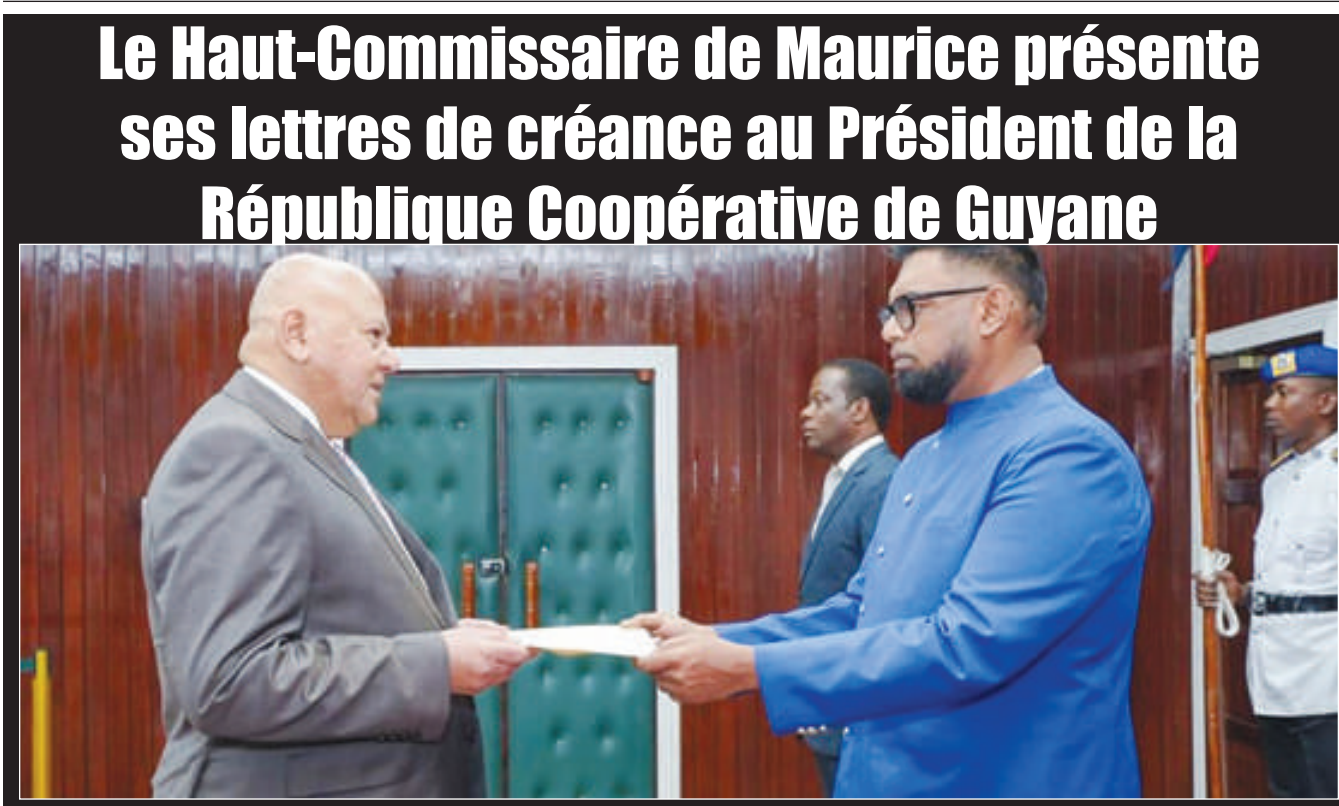 Le Haut-Commissaire de Maurice présente
ses lettres de créance au Président de la
République Coopérative de Guyane